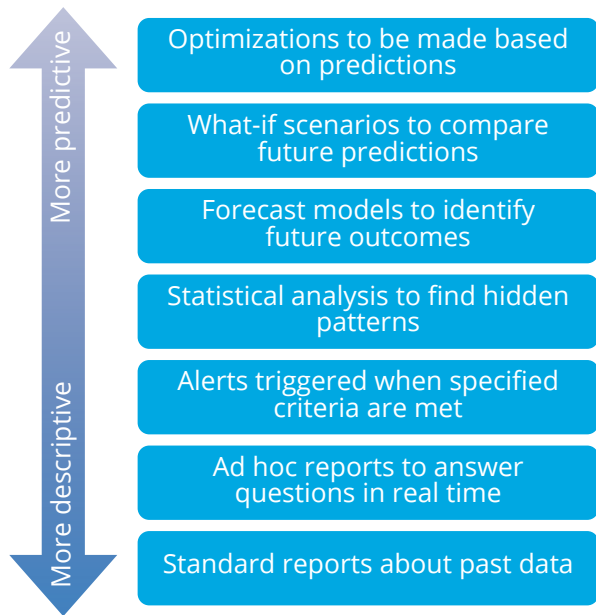 More predictive
More descriptive
Optimizations to be made based
on predictions
What-if scenarios to compare
future predictions
Forecast models to identify
future outcomes
Statistical analysis to find hidden
patterns
Alerts triggered when specified
criteria are met
Ad hoc reports to answer
questions in real time
Standard reports about past data